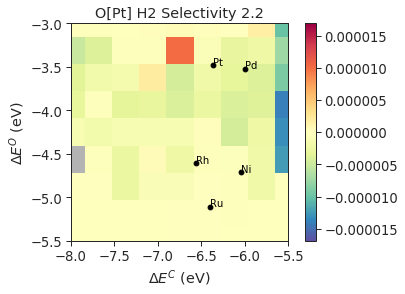 O[Pt] H2 Selectivity 2.2
−3.0
−3.5
−4.0
−4.5
−5.0
−5.5
ΔE^O (eV)
Pt
Pd
Rh
Ni
Ru
−8.0 −7.5 −7.0 −6.5 −6.0 −5.5
ΔE^C (eV)
0.000015
0.000010
0.000005
0.000000
−0.000005
−0.000010
−0.000015